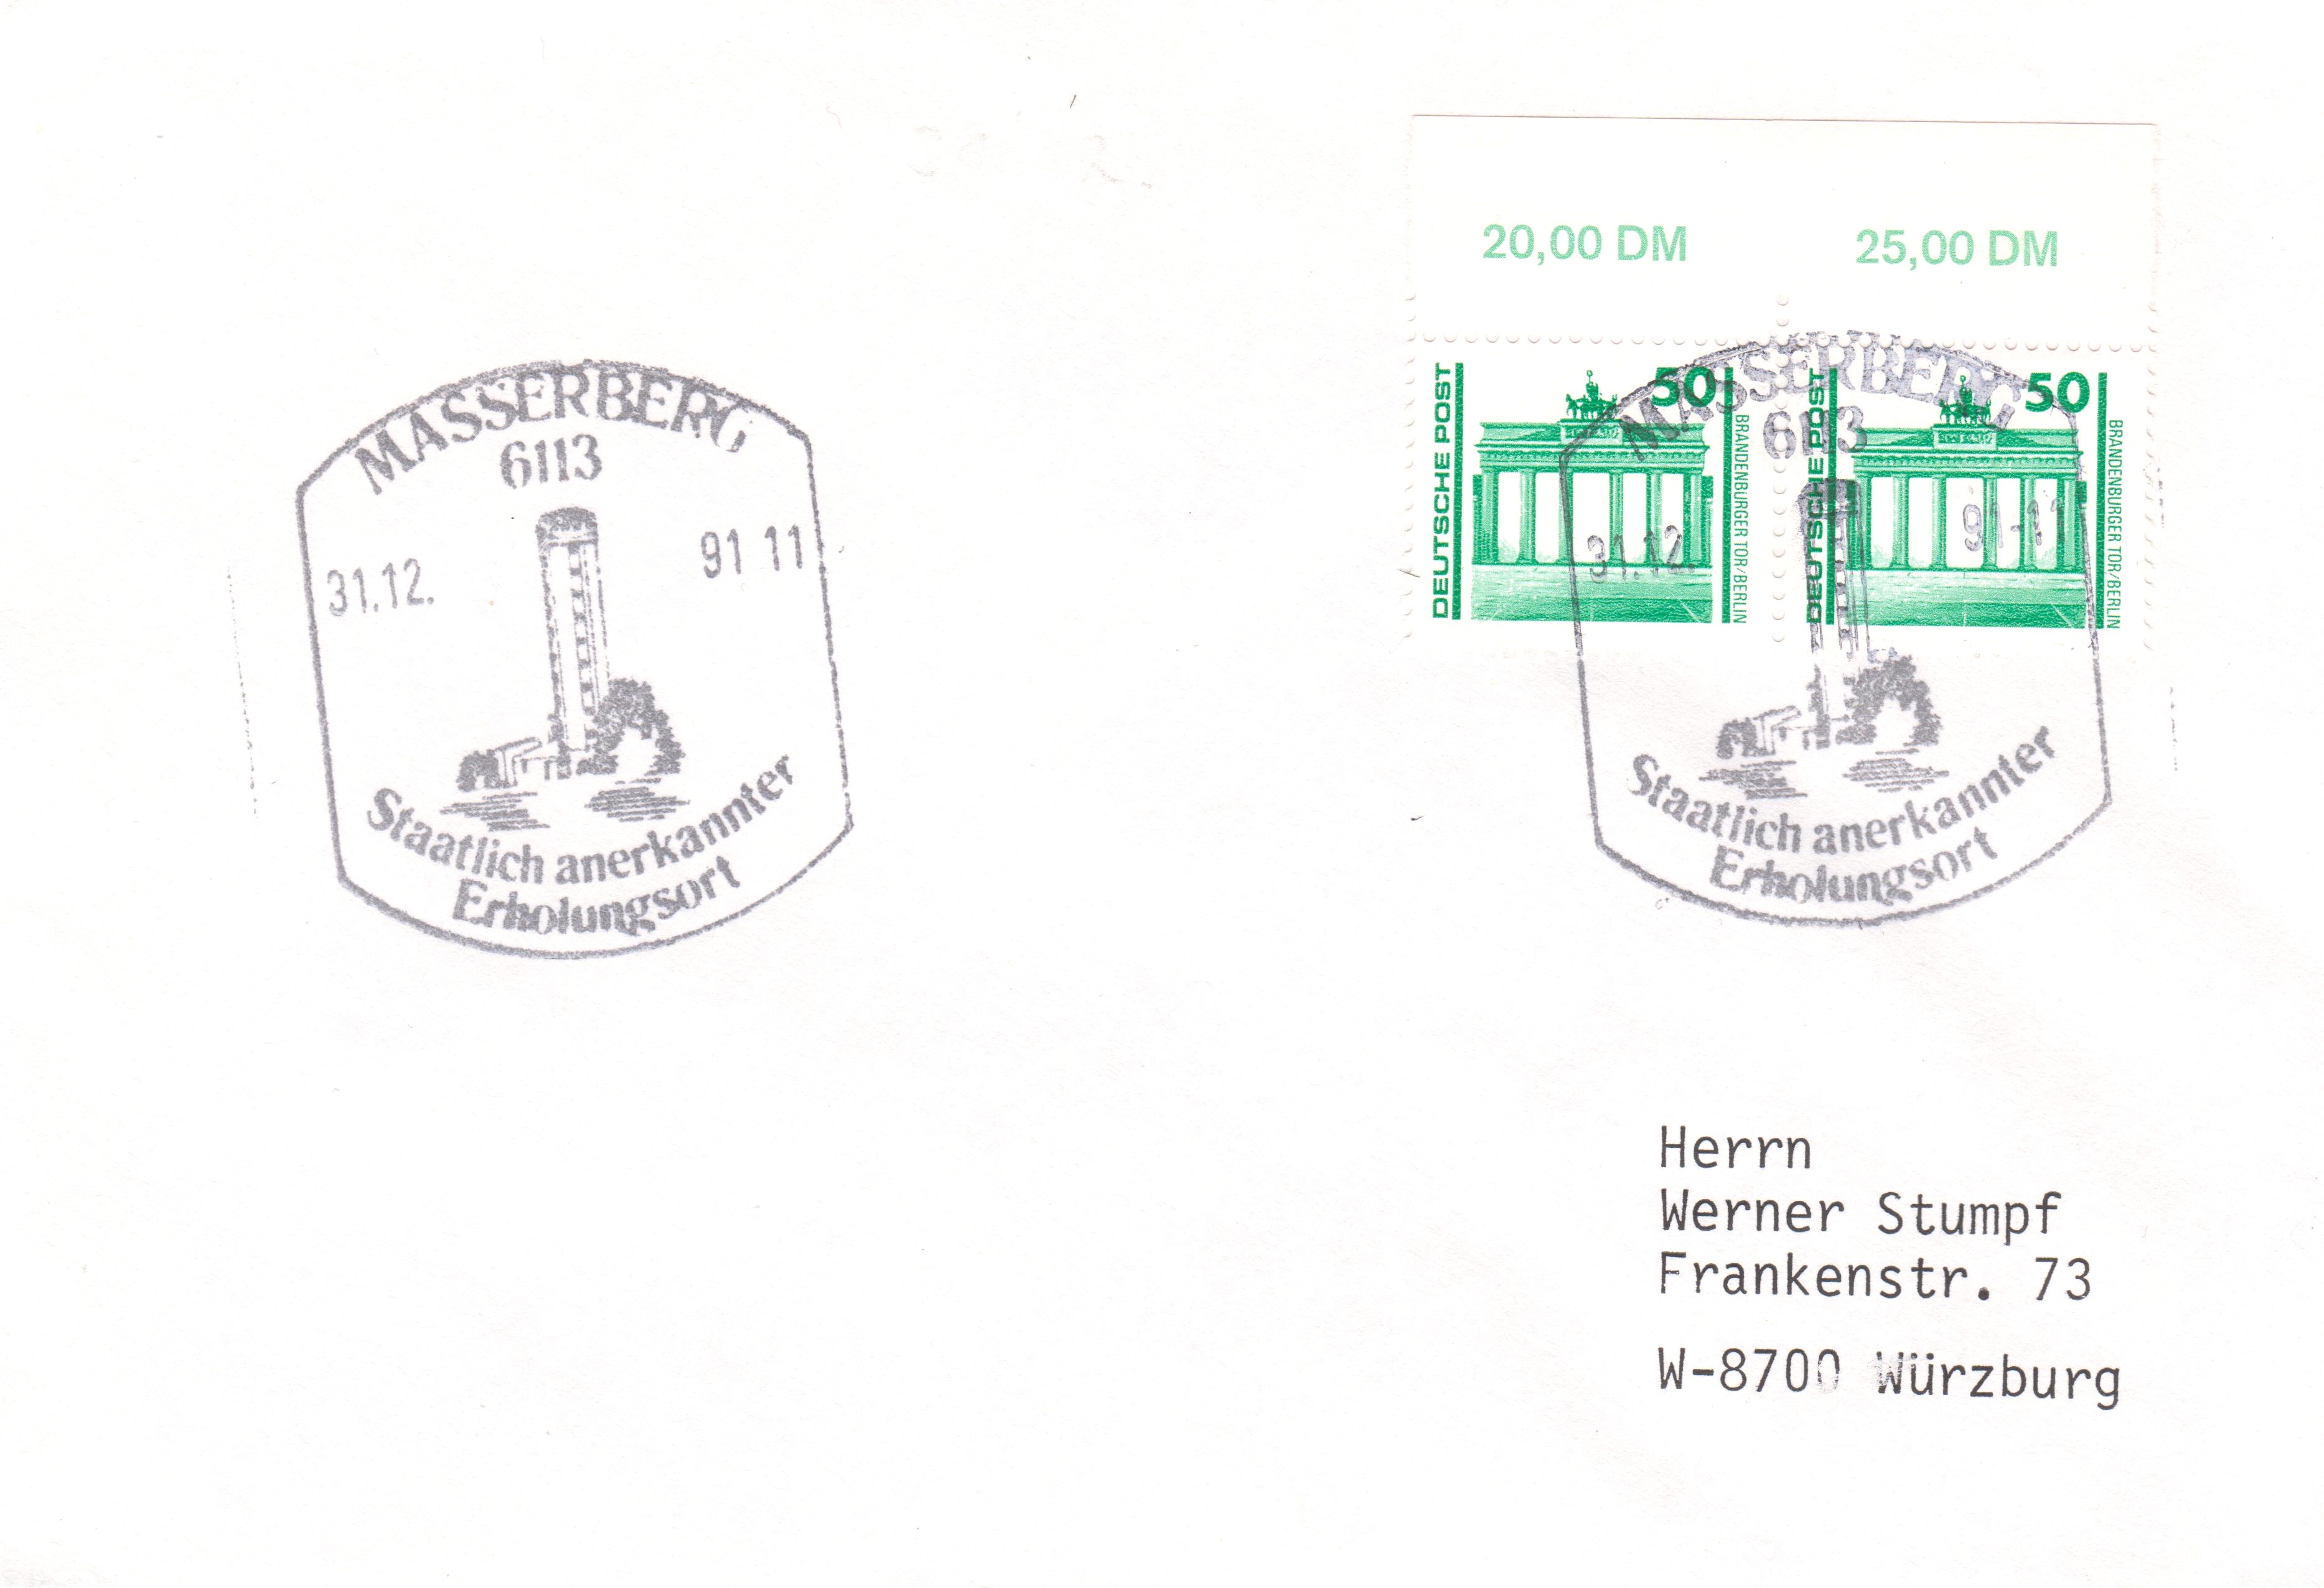 20,00 DM
25,00 DM
DEUTSCHE POST
50
BRANDENBURGER TOR/BERLIN
DEUTSCHE POST
50
BRANDENBURGER TOR/BERLIN
MASSERBERG
6113
31.12.
91 11
Staatlich anerkannter
Erholungsort
MASSERBERG
6113
31.12.
91-11
Staatlich anerkannter
Erholungsort
Herrn
Werner Stumpf
Frankenstr. 73
W-8700 Würzburg